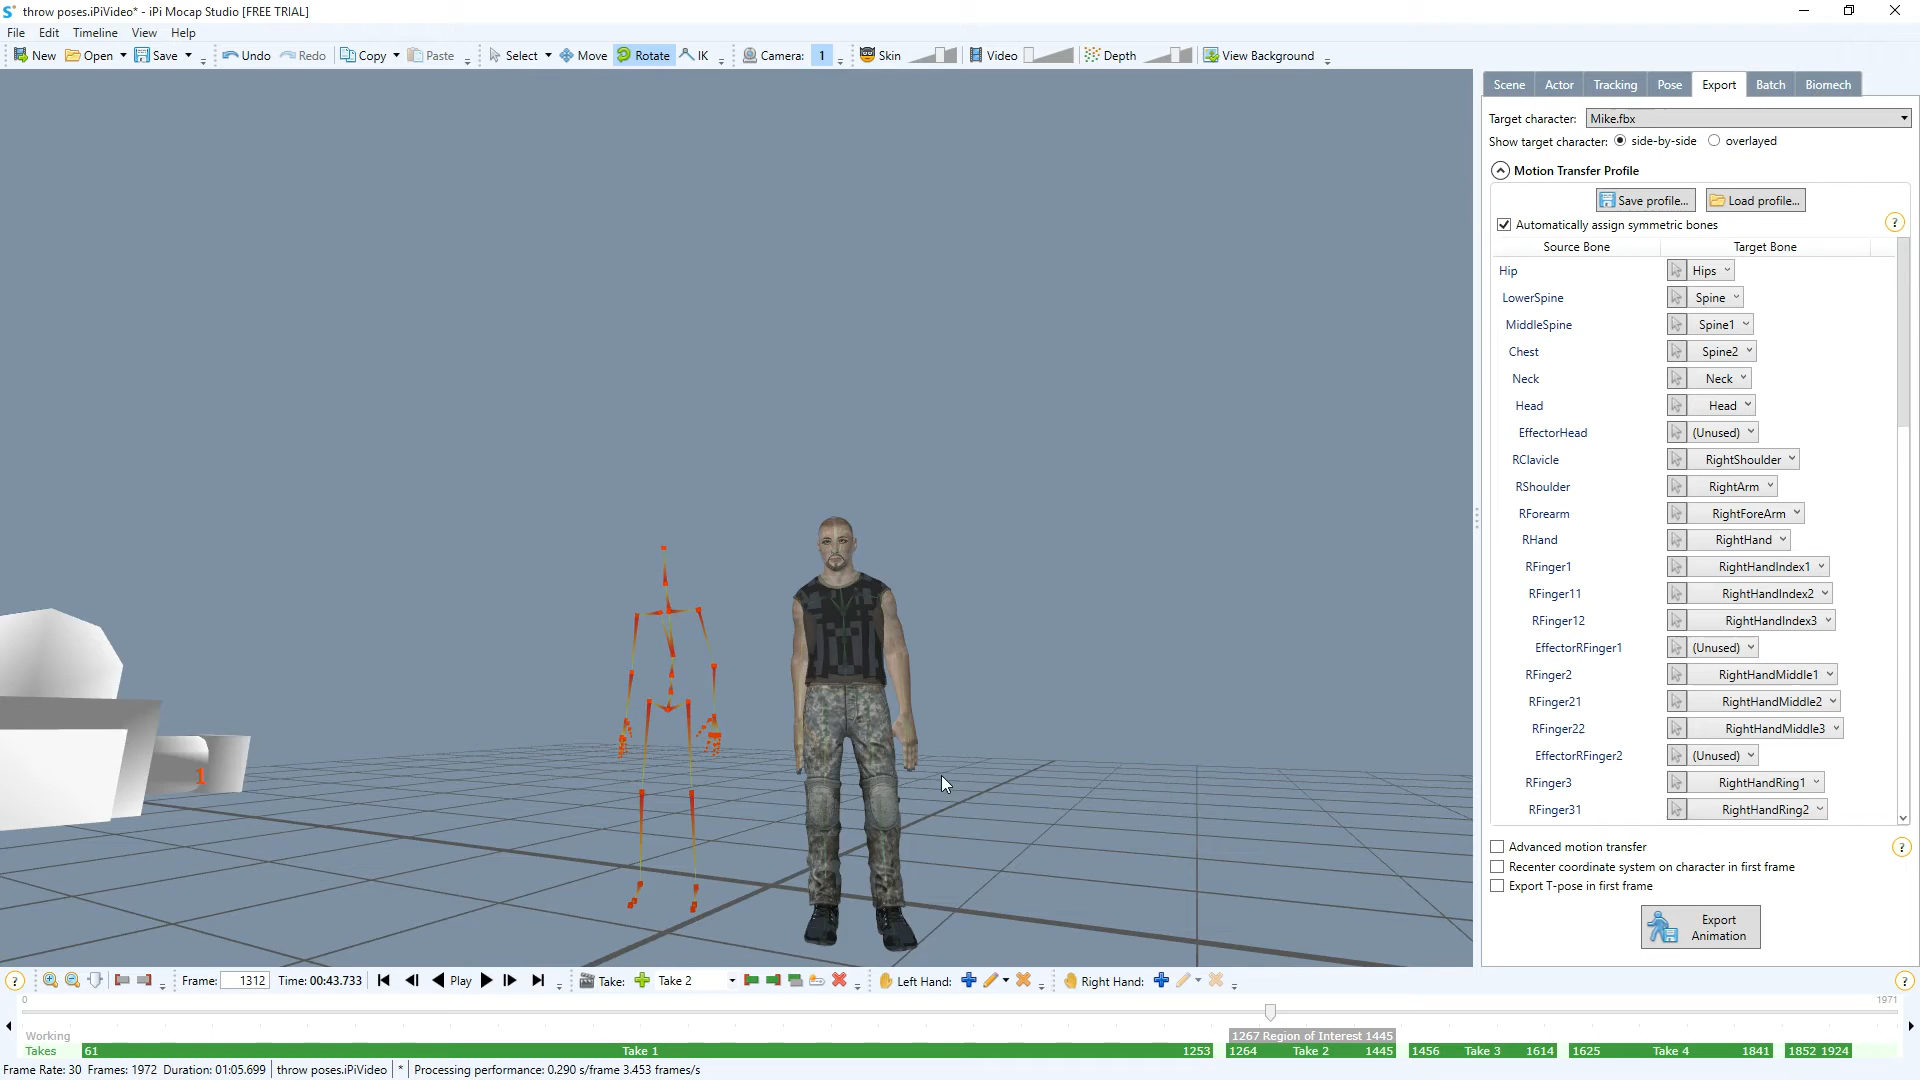 throw poses.iPiVideo* - iPi Mocap Studio [FREE TRIAL]
File Edit Timeline View Help
New Open Save Undo Redo Copy Paste Select Move Rotate IK Camera: 1 Skin Video Depth View Background
Scene Actor Tracking Pose Export Batch Biomech
Target character: Mike.fbx
Show target character: side-by-side overlayed
Motion Transfer Profile
Save profile... Load profile...
Automatically assign symmetric bones ?
Source Bone Target Bone
Hip Hips
LowerSpine Spine
MiddleSpine Spine1
Chest Spine2
Neck Neck
Head Head
EffectorHead (Unused)
RClavicle RightShoulder
RShoulder RightArm
RForearm RightForeArm
RHand RightHand
RFinger1 RightHandIndex1
RFinger11 RightHandIndex2
RFinger12 RightHandIndex3
EffectorRFinger1 (Unused)
RFinger2 RightHandMiddle1
RFinger21 RightHandMiddle2
RFinger22 RightHandMiddle3
EffectorRFinger2 (Unused)
RFinger3 RightHandRing1
RFinger31 RightHandRing2
1
Advanced motion transfer ?
Recenter coordinate system on character in first frame
Export T-pose in first frame
Export
Animation
? Frame: 1312 Time: 00:43.733 Play Take: Take 2 Left Hand: Right Hand: ?
0 1971
Working 1267 Region of Interest 1445
Takes 61 Take 1 1253 1264 Take 2 1445 1456 Take 3 1614 1625 Take 4 1841 1852 1924
Frame Rate: 30 Frames: 1972 Duration: 01:05.699 throw poses.iPiVideo * Processing performance: 0.290 s/frame 3.453 frames/s